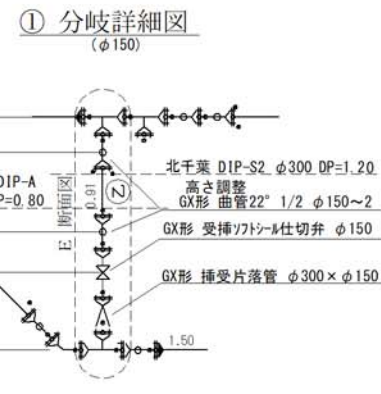 ① 分岐詳細図
(φ150)
北千葉 DIP-S2 φ300 DP=1.20
DIP-A
P=0.80
高さ調整
GX形 曲管22° 1/2 φ150~2
E 断面図
0.91
②
GX形 受挿ソフトシール仕切弁 φ150
GX形 挿受片落管 φ300×φ150
1.50